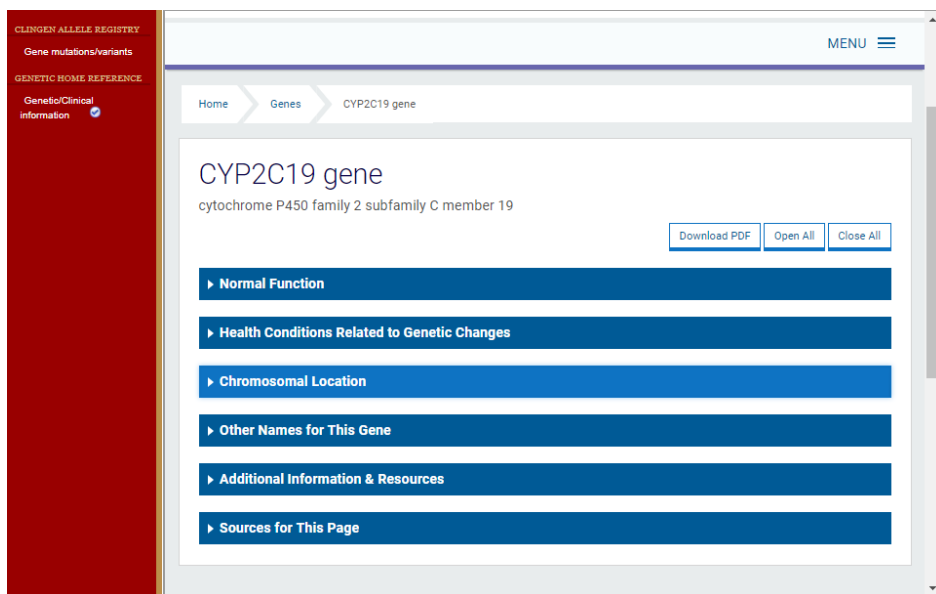 CLINGEN ALLELE REGISTRY
Gene mutations/variants
GENETIC HOME REFERENCE
Genetic/Clinical
information
MENU
Home
Genes
CYP2C19 gene
CYP2C19 gene
cytochrome P450 family 2 subfamily C member 19
Download PDF
Open All
Close All
Normal Function
Health Conditions Related to Genetic Changes
Chromosomal Location
Other Names for This Gene
Additional Information & Resources
Sources for This Page